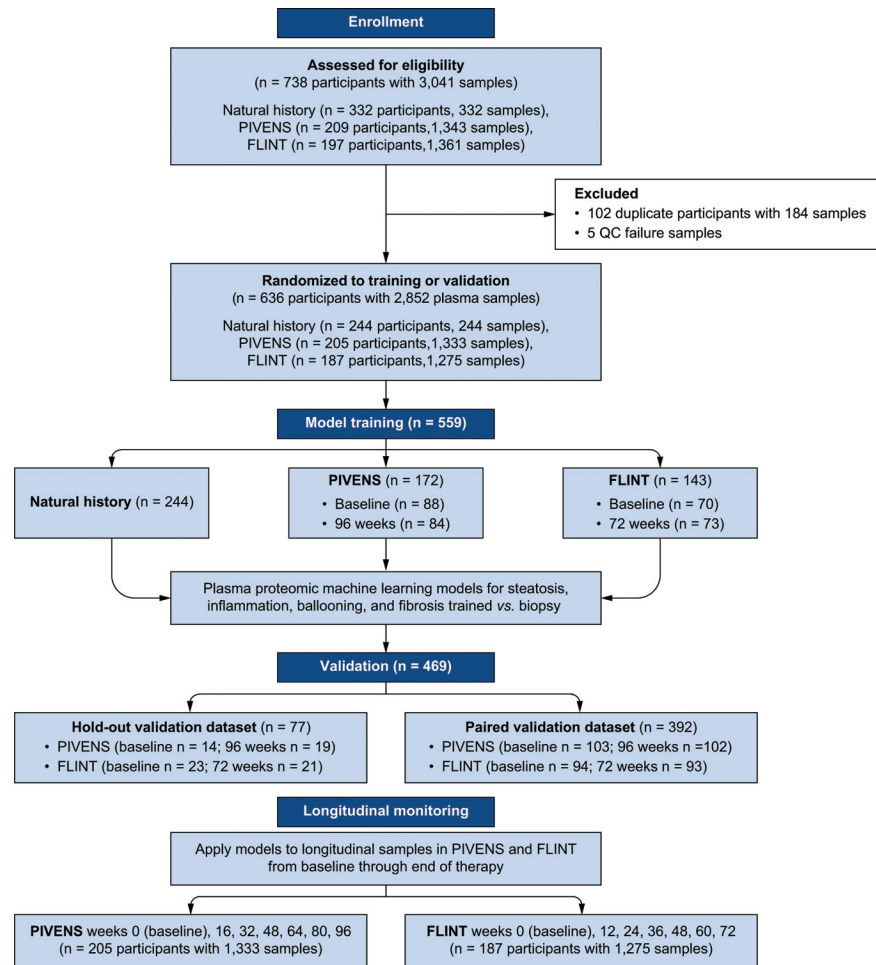 Enrollment
Assessed for eligibility
(n = 738 participants with 3,041 samples)
Natural history (n = 332 participants, 332 samples),
PIVENS (n = 209 participants,1,343 samples),
FLINT (n = 197 participants,1,361 samples)
Excluded
• 102 duplicate participants with 184 samples
• 5 QC failure samples
Randomized to training or validation
(n = 636 participants with 2,852 plasma samples)
Natural history (n = 244 participants, 244 samples),
PIVENS (n = 205 participants,1,333 samples),
FLINT (n = 187 participants,1,275 samples)
Model training (n = 559)
Natural history (n = 244)
PIVENS (n = 172)
• Baseline (n = 88)
• 96 weeks (n = 84)
FLINT (n = 143)
• Baseline (n = 70)
• 72 weeks (n = 73)
Plasma proteomic machine learning models for steatosis,
inflammation, ballooning, and fibrosis trained vs. biopsy
Validation (n = 469)
Hold-out validation dataset (n = 77)
• PIVENS (baseline n = 14; 96 weeks n = 19)
• FLINT (baseline n = 23; 72 weeks n = 21)
Paired validation dataset (n = 392)
• PIVENS (baseline n = 103; 96 weeks n =102)
• FLINT (baseline n = 94; 72 weeks n = 93)
Longitudinal monitoring
Apply models to longitudinal samples in PIVENS and FLINT
from baseline through end of therapy
PIVENS weeks 0 (baseline), 16, 32, 48, 64, 80, 96
(n = 205 participants with 1,333 samples)
FLINT weeks 0 (baseline), 12, 24, 36, 48, 60, 72
(n = 187 participants with 1,275 samples)